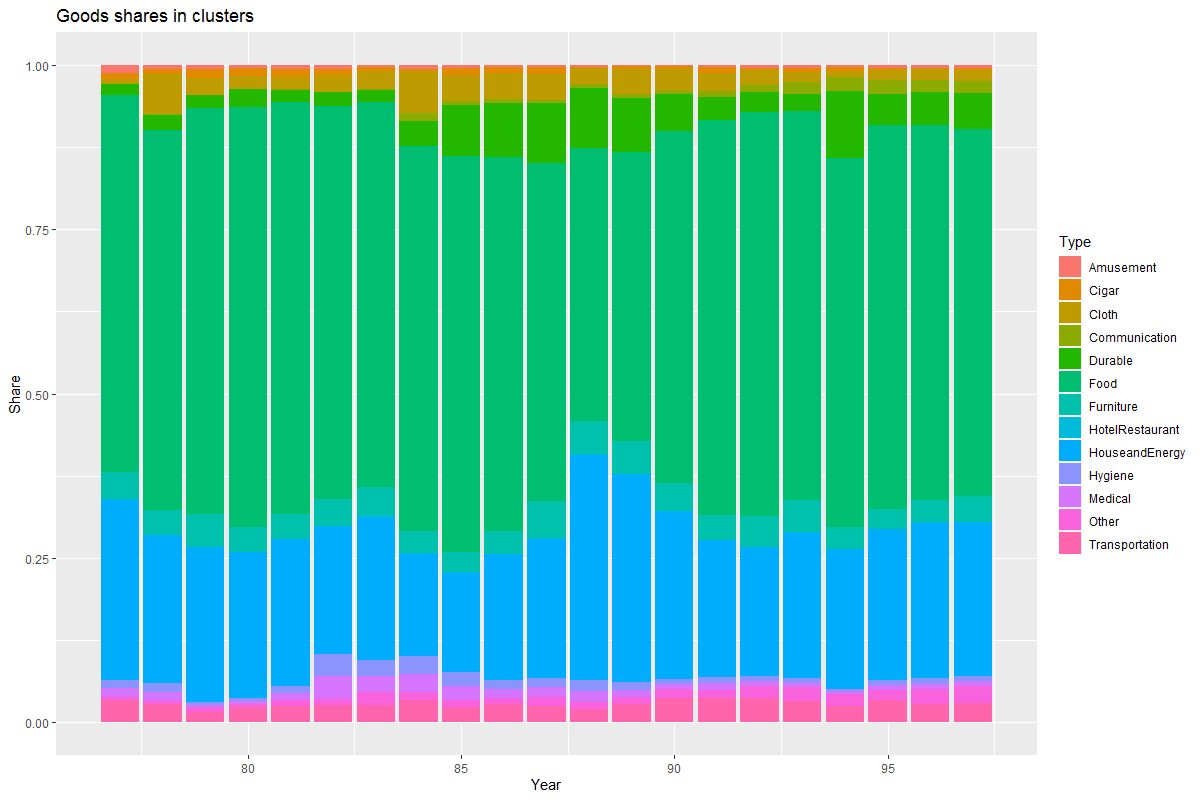 Goods shares in clusters
1.00
0.75
0.50
0.25
0.00
Share
80
85
90
95
Year
Type
Amusement
Cigar
Cloth
Communication
Durable
Food
Furniture
HotelRestaurant
HouseandEnergy
Hygiene
Medical
Other
Transportation